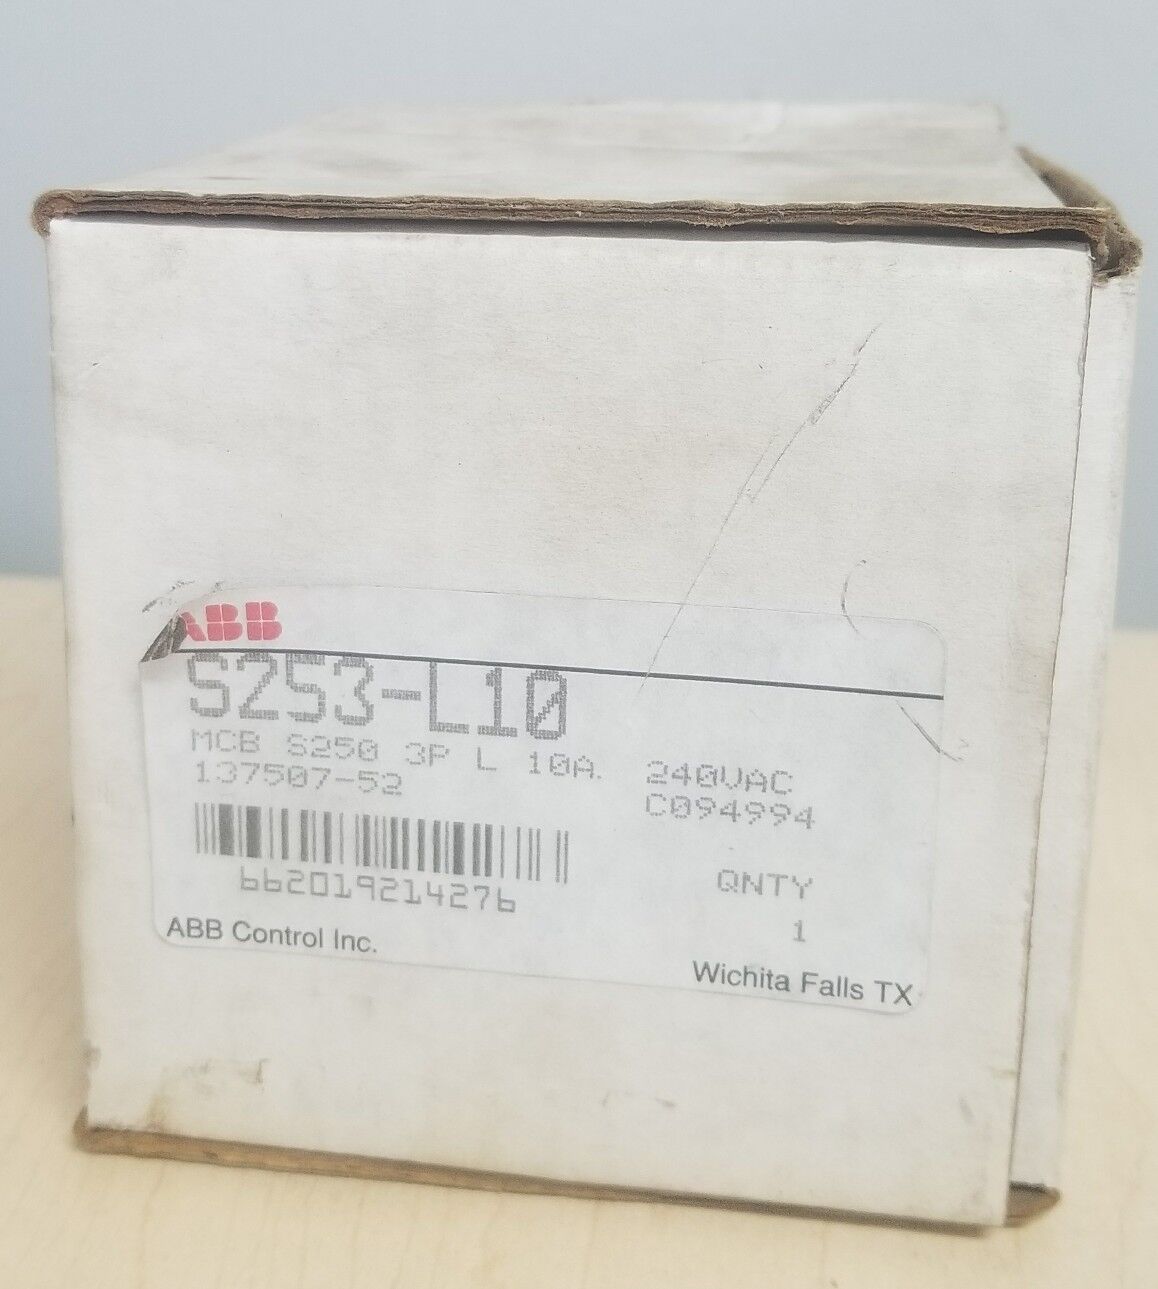 ABB
S253-L10
MCB S250 3P L 10A. 240VAC
137507-52 C094994
662019214276
QNTY
1
ABB Control Inc.
Wichita Falls TX